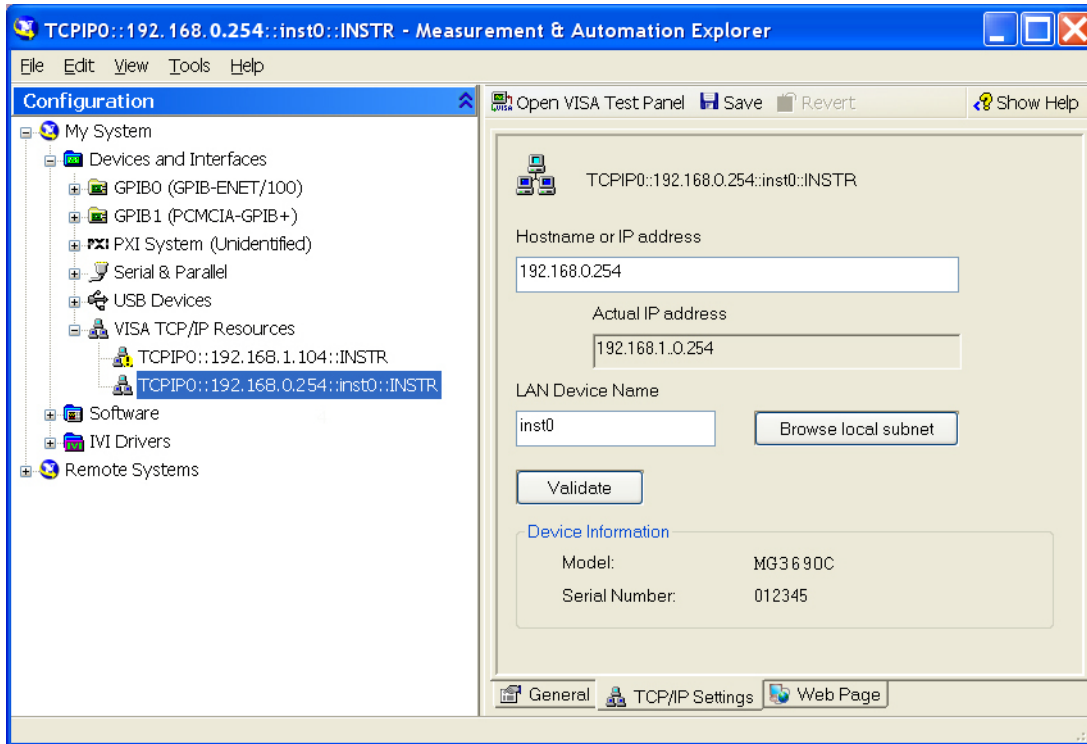 TCPIP0::192.168.0.254::inst0::INSTR - Measurement & Automation Explorer
File Edit View Tools Help
Configuration
My System
Devices and Interfaces
GPIB0 (GPIB-ENET/100)
GPIB1 (PCMCIA-GPIB+)
PXI PXI System (Unidentified)
Serial & Parallel
USB Devices
VISA TCP/IP Resources
TCPIP0::192.168.1.104::INSTR
TCPIP0::192.168.0.254::inst0::INSTR
Software
IVI IVI Drivers
Remote Systems
VISA Open VISA Test Panel Save Revert Show Help
TCPIP0::192.168.0.254::inst0::INSTR
Hostname or IP address
192.168.0.254
Actual IP address
192.168.1..0.254
LAN Device Name
inst0 Browse local subnet
Validate
Device Information
Model: MG3690C
Serial Number: 012345
General TCP/IP Settings Web Page